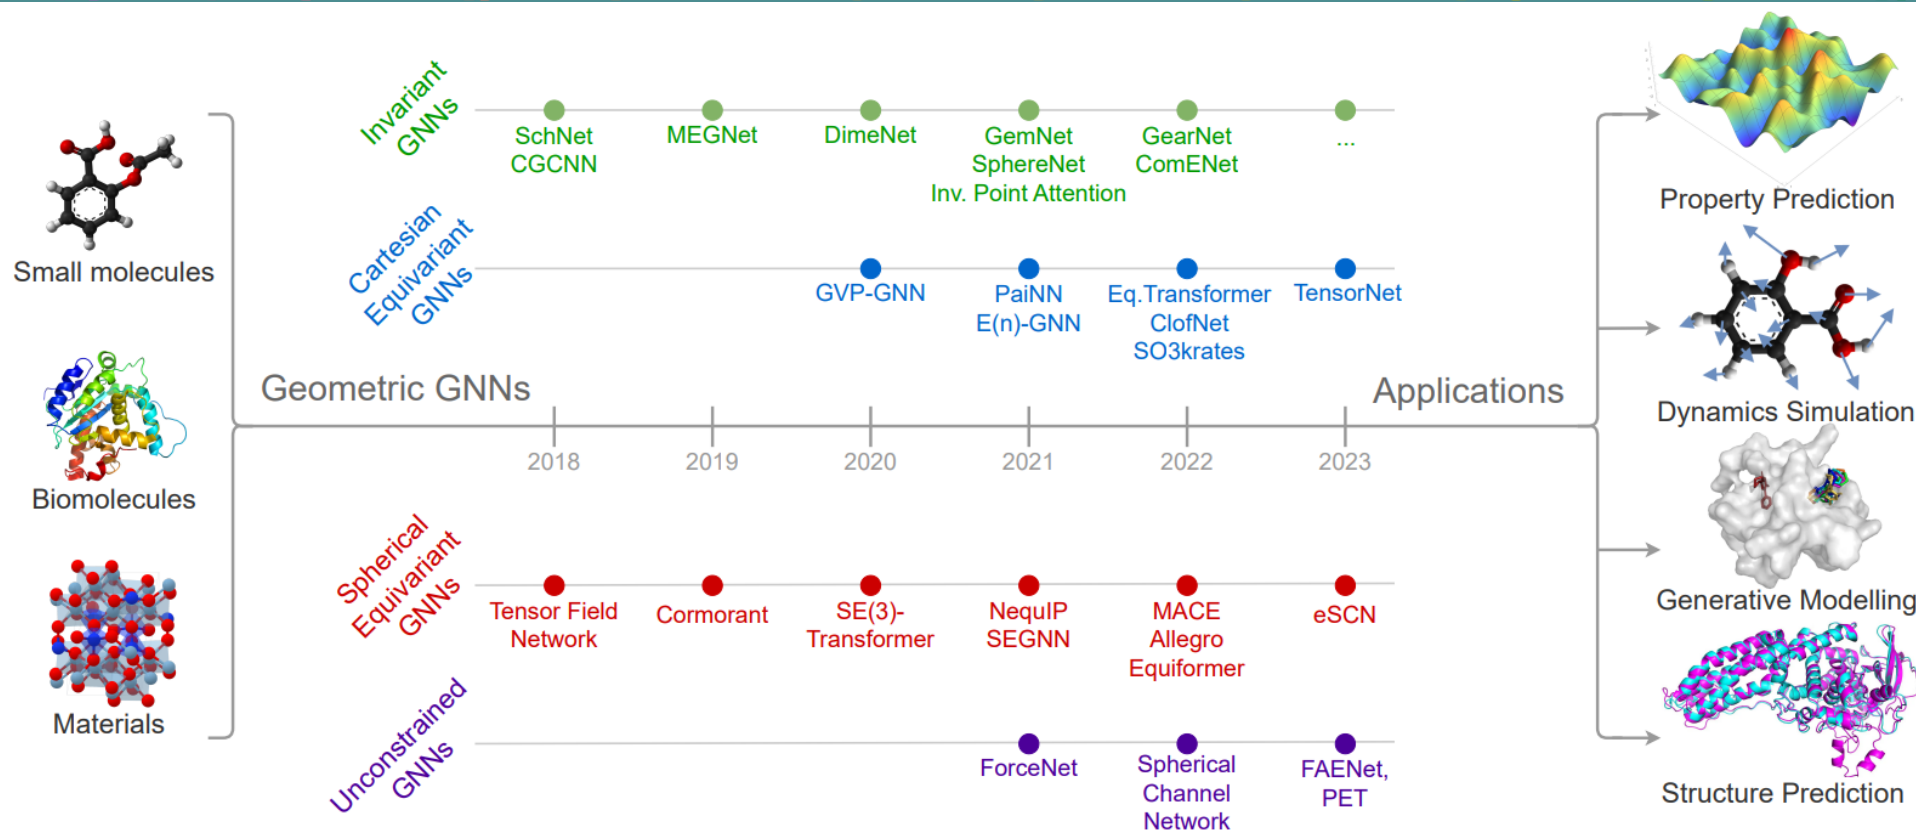 Small molecules
Biomolecules
Materials
Geometric GNNs
Applications
Invariant
GNNs
SchNet
CGCNN
MEGNet
DimeNet
GemNet
SphereNet
Inv. Point Attention
GearNet
ComENet
...
Cartesian
Equivariant
GNNs
GVP-GNN
PaiNN
E(n)-GNN
Eq.Transformer
ClofNet
SO3krates
TensorNet
2018
2019
2020
2021
2022
2023
Spherical
Equivariant
GNNs
Tensor Field
Network
Cormorant
SE(3)-
Transformer
NequIP
SEGNN
MACE
Allegro
Equiformer
eSCN
Unconstrained
GNNs
ForceNet
Spherical
Channel
Network
FAENet,
PET
Property Prediction
Dynamics Simulation
Generative Modelling
Structure Prediction